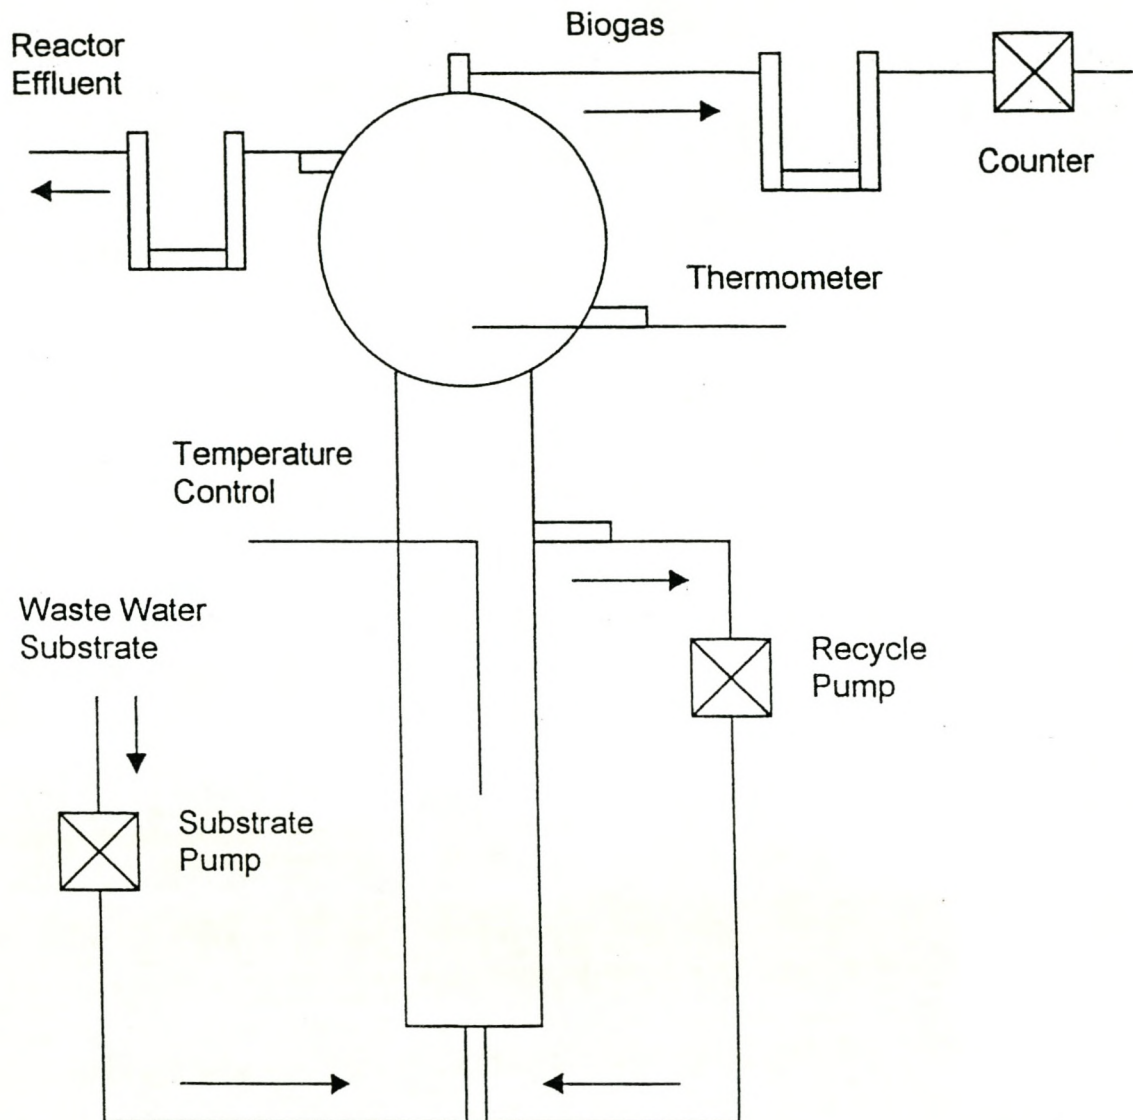 Biogas
Reactor
Effluent
Counter
Thermometer
Temperature
Control
Waste Water
Substrate
Recycle
Pump
Substrate
Pump